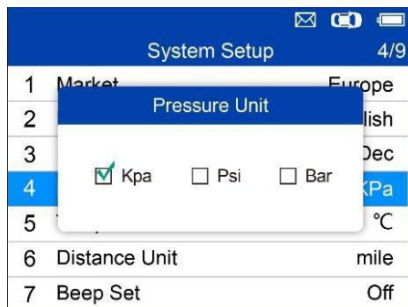 System Setup 4/9
1 Market Europe
Pressure Unit
2 lish
3 Dec
Kpa Psi Bar
4 KPa
5 °C
6 Distance Unit mile
7 Beep Set Off